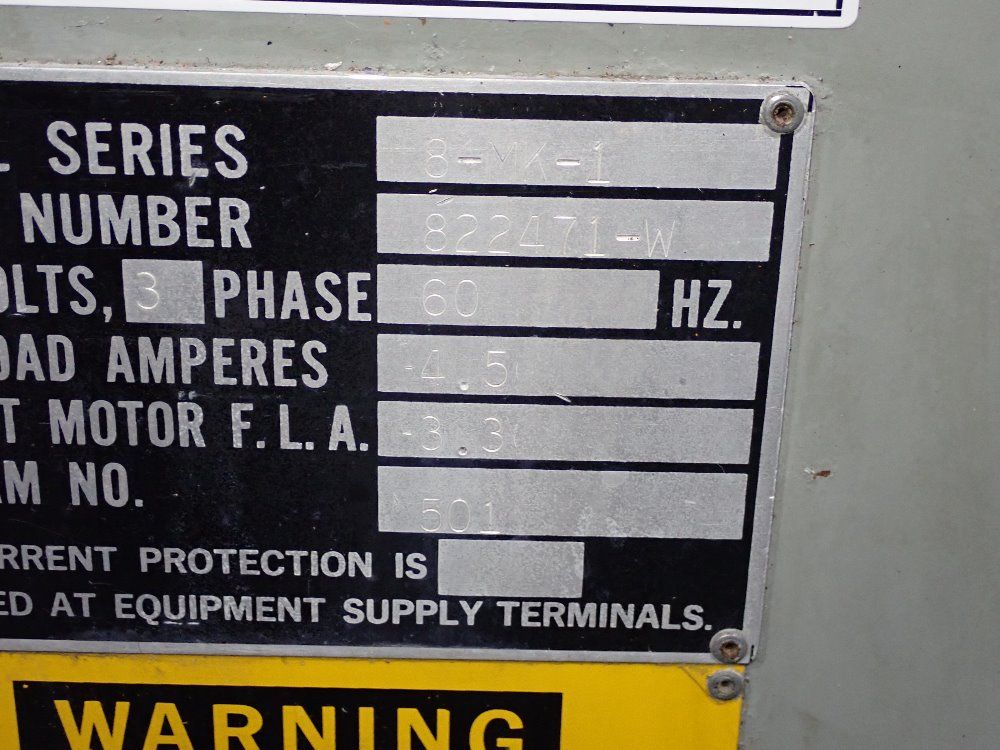 L SERIES 8-MK-1
NUMBER 822471-W
OLTS, 3 PHASE 60 HZ.
OAD AMPERES 4.5
T MOTOR F.L.A. 3.3
AM NO. 501
RRENT PROTECTION IS
ED AT EQUIPMENT SUPPLY TERMINALS.
WARNING